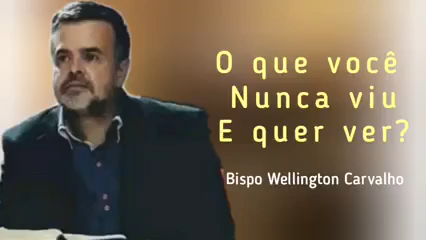 O que você
Nunca viu
E quer ver?
Bispo Wellington Carvalho